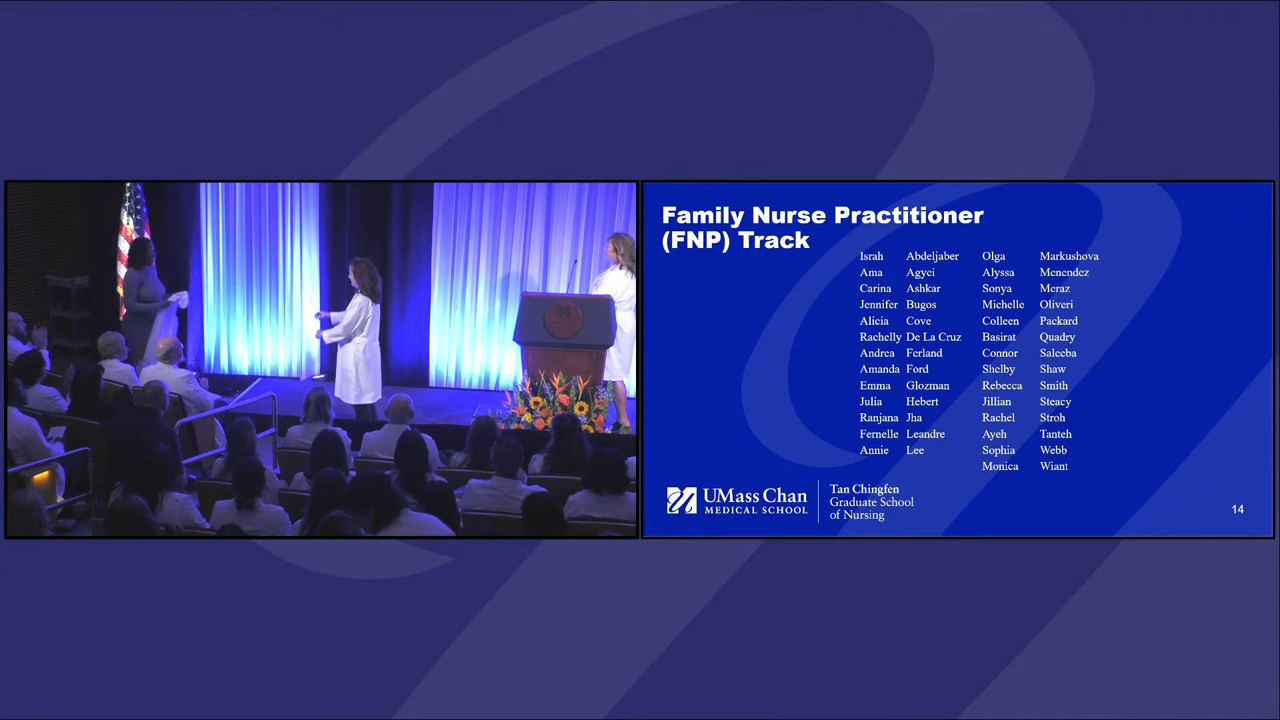 Family Nurse Practitioner
(FNP) Track
Israh Abdeljaber
Ama Agyei
Carina Ashkar
Jennifer Bugos
Alicia Cove
Rachelly De La Cruz
Andrea Ferland
Amanda Ford
Emma Glozman
Julia Hebert
Ranjana Jha
Fernelle Leandre
Annie Lee
Olga Markushova
Alyssa Menendez
Sonya Meraz
Michelle Oliveri
Colleen Packard
Basirat Quadry
Connor Saleeba
Shelby Shaw
Rebecca Smith
Jillian Steacy
Rachel Stroh
Ayeh Tanteh
Sophia Webb
Monica Wiant
UMass Chan
MEDICAL SCHOOL
Tan Chingfen
Graduate School
of Nursing
14